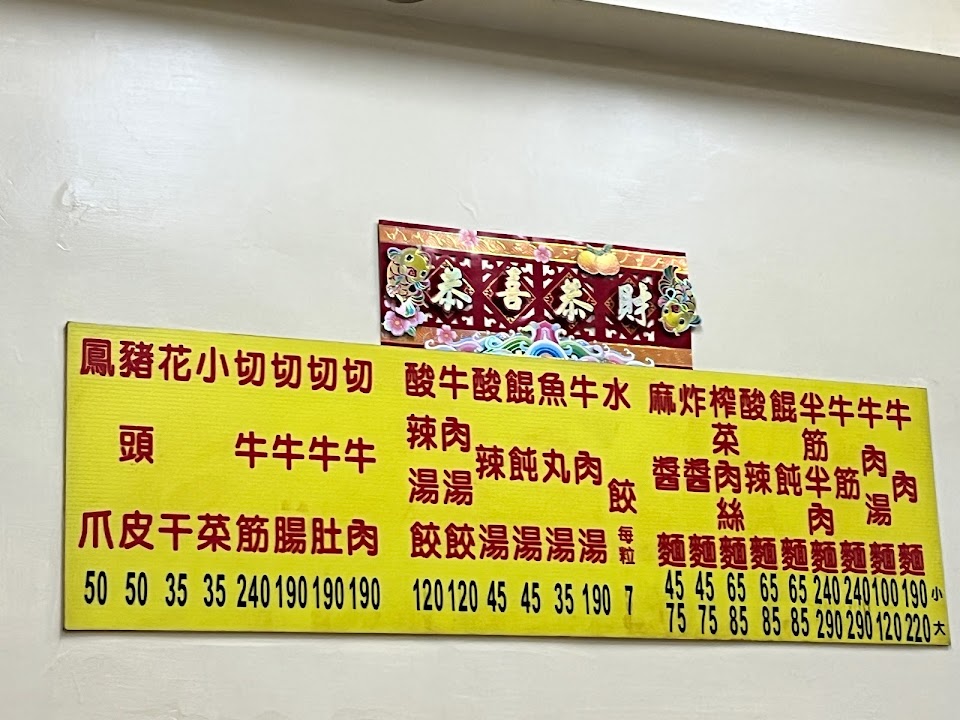 恭喜恭財
小 大
牛肉麵 190 220
牛肉湯麵 100 120
牛筋麵 240 290
半筋半肉麵 240 290
餛飩麵 65 85
酸辣麵 65 85
榨菜肉絲麵 65 85
炸醬麵 45 75
麻醬麵 45 75
水餃每粒 7
牛肉湯 190
魚丸湯 35
餛飩湯 45
酸辣湯 45
牛肉湯餃 120
酸辣湯餃 120
切牛肉 190
切牛肚 190
切牛腸 190
切牛筋 240
小菜 35
花干 35
豬頭皮 50
鳳爪 50